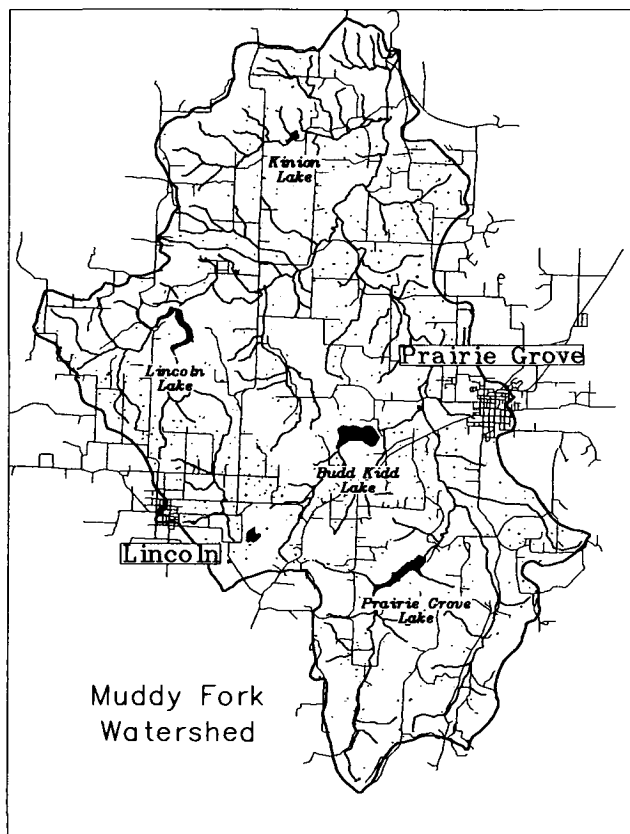 Kinion
Lake
Prairie Grove
Lincoln
Lake
Budd Kidd
Lake
Lincoln
Prairie Grove
Lake
Muddy Fork
Watershed